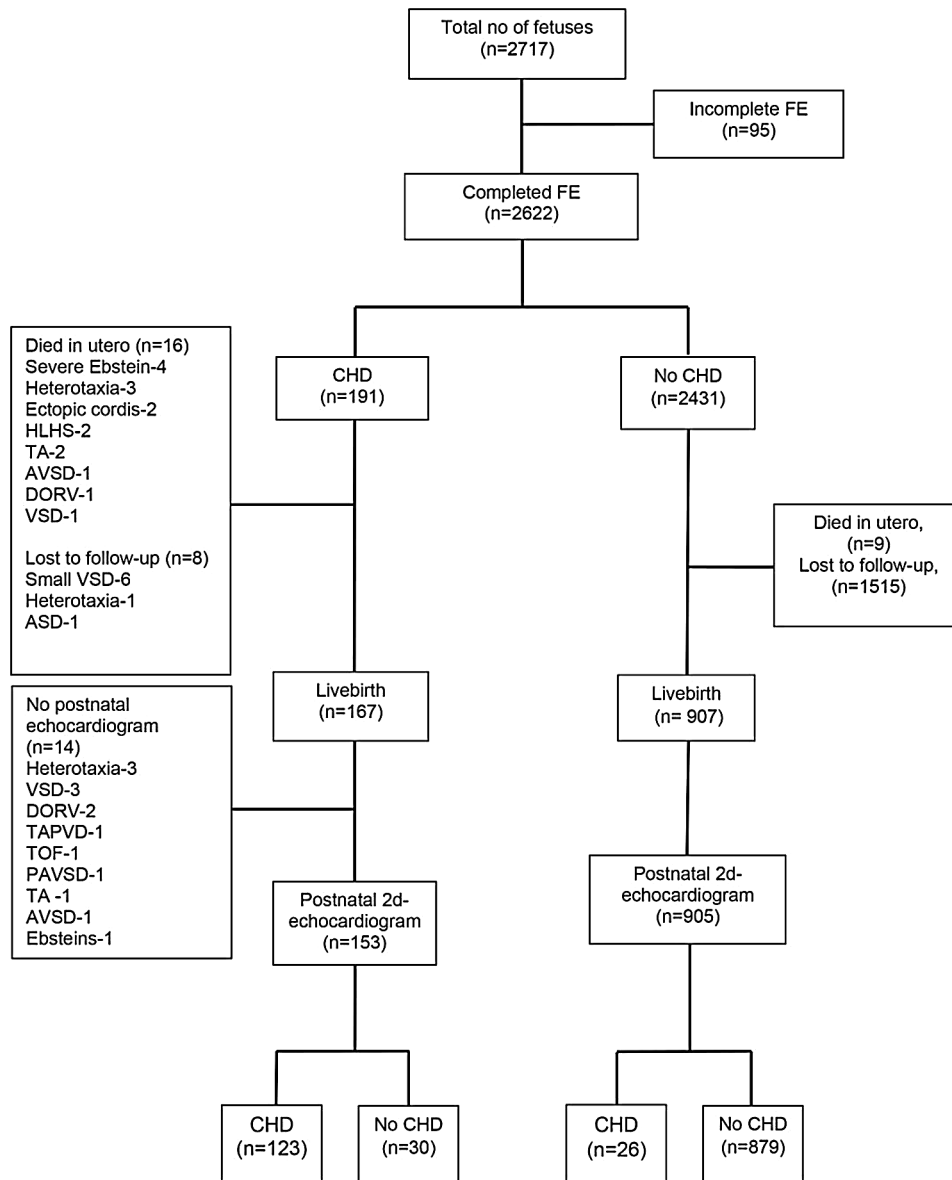 Total no of fetuses
(n=2717)
Incomplete FE
(n=95)
Completed FE
(n=2622)
Died in utero (n=16)
Severe Ebstein-4
Heterotaxia-3
Ectopic cordis-2
HLHS-2
TA-2
AVSD-1
DORV-1
VSD-1
Lost to follow-up (n=8)
Small VSD-6
Heterotaxia-1
ASD-1
CHD
(n=191)
No CHD
(n=2431)
Died in utero,
(n=9)
Lost to follow-up,
(n=1515)
No postnatal
echocardiogram
(n=14)
Heterotaxia-3
VSD-3
DORV-2
TAPVD-1
TOF-1
PAVSD-1
TA -1
AVSD-1
Ebsteins-1
Livebirth
(n=167)
Livebirth
(n= 907)
Postnatal 2d-
echocardiogram
(n=153)
Postnatal 2d-
echocardiogram
(n=905)
CHD
(n=123)
No CHD
(n=30)
CHD
(n=26)
No CHD
(n=879)